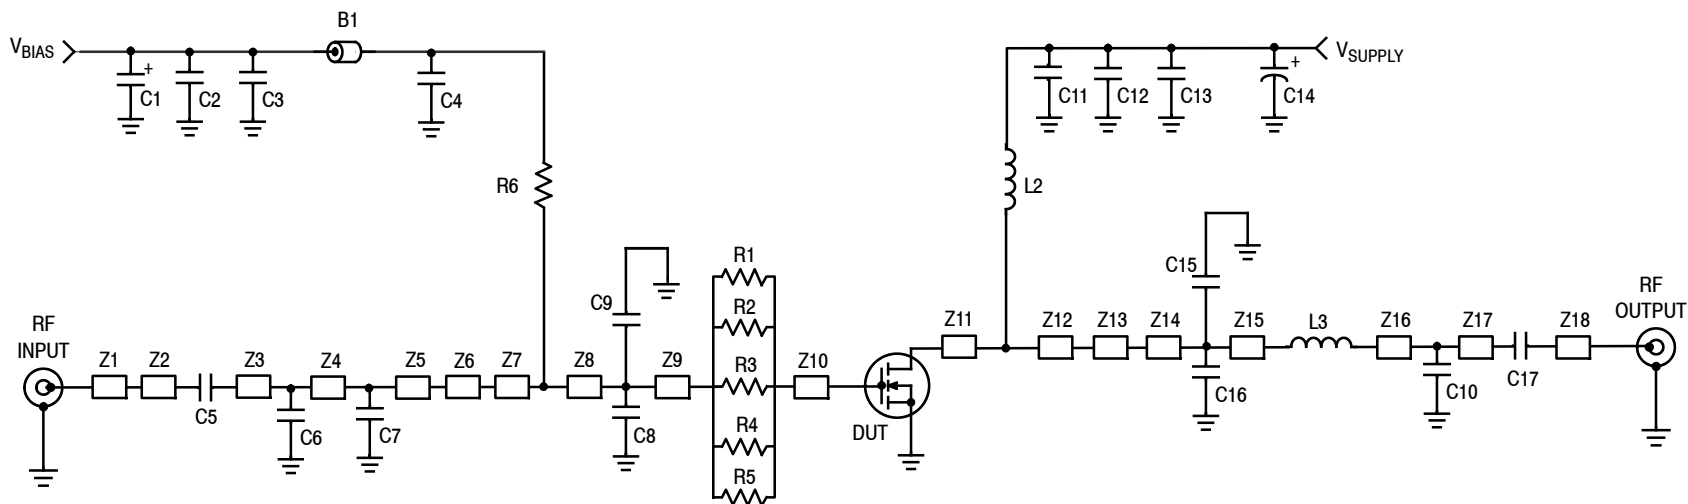 B1
V_BIAS
V_SUPPLY
+
C1
C2
C3
C4
C11
C12
C13
+
C14
R6
L2
R1
C9
R2
C15
RF
INPUT
RF
OUTPUT
Z1
Z2
Z3
Z4
Z5
Z6
Z7
Z8
Z9
R3
Z10
Z11
Z12
Z13
Z14
Z15
L3
Z16
Z17
Z18
C5
C6
C7
C8
R4
R5
DUT
C16
C10
C17